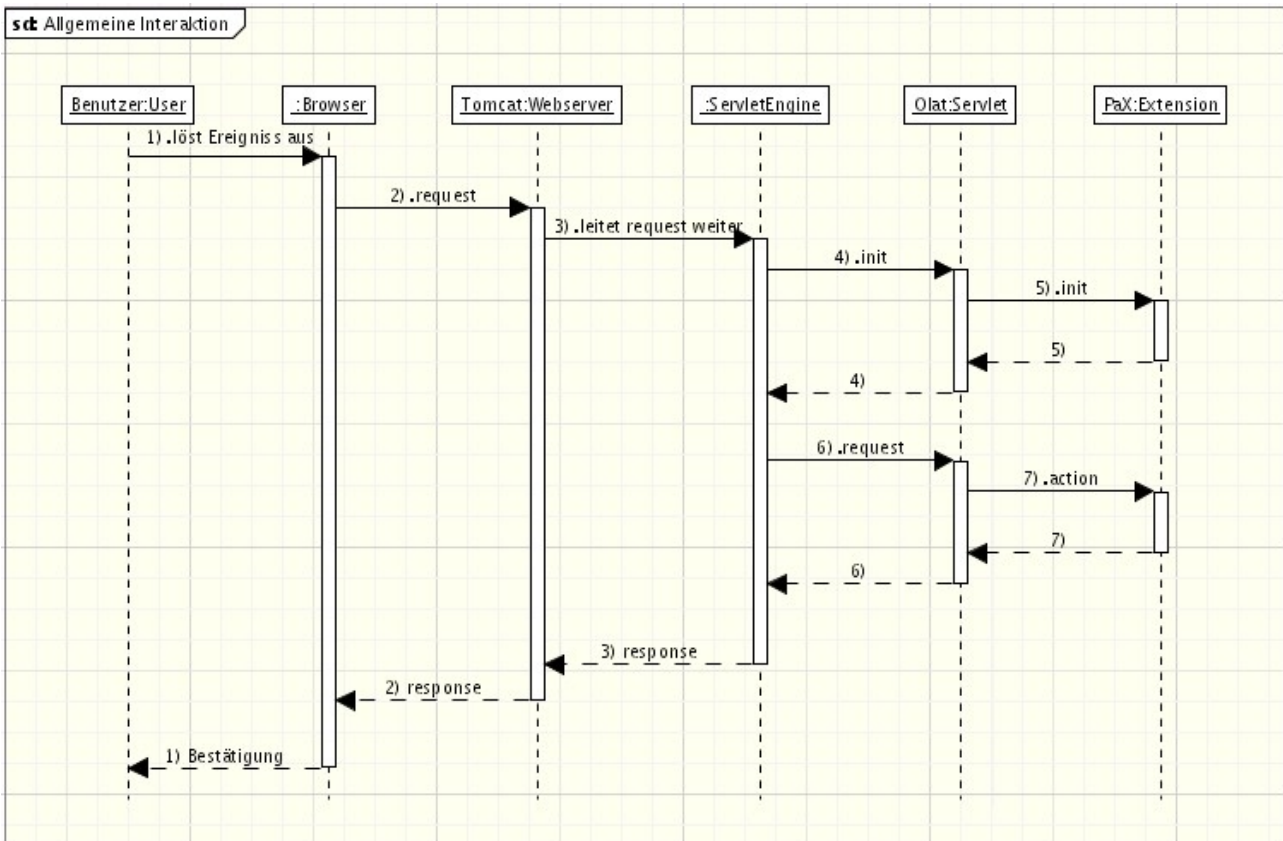 sd: Allgemeine Interaktion
Benutzer:User
:Browser
Tomcat:Webserver
:ServletEngine
Olat:Servlet
PaX:Extension
1) .löst Ereigniss aus
2) .request
3) .leitet request weiter
4) .init
5) .init
5)
4)
6) .request
7) .action
7)
6)
3) response
2) response
1) Bestätigung